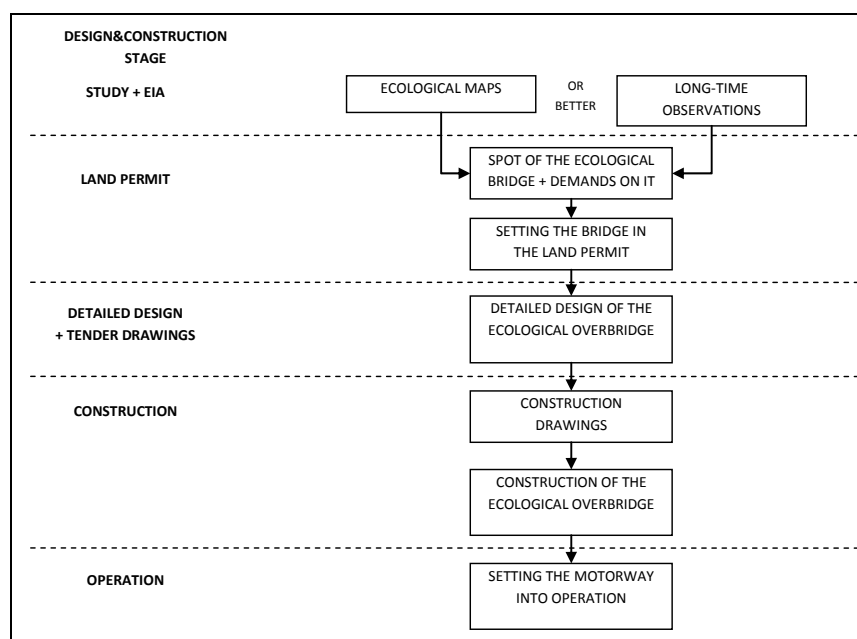 DESIGN&CONSTRUCTION
STAGE
STUDY + EIA
ECOLOGICAL MAPS
OR
BETTER
LONG-TIME
OBSERVATIONS
LAND PERMIT
SPOT OF THE ECOLOGICAL
BRIDGE + DEMANDS ON IT
SETTING THE BRIDGE IN
THE LAND PERMIT
DETAILED DESIGN
+ TENDER DRAWINGS
DETAILED DESIGN OF THE
ECOLOGICAL OVERBRIDGE
CONSTRUCTION
CONSTRUCTION
DRAWINGS
CONSTRUCTION OF THE
ECOLOGICAL OVERBRIDGE
OPERATION
SETTING THE MOTORWAY
INTO OPERATION